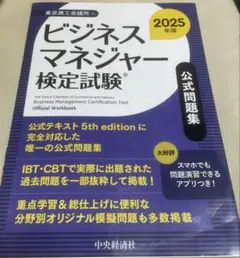 東京商工会議所 編
2025
年版
ビジネス
マネジャー
検定試験®
The Tokyo Chamber of Commerce and Industry
Business Management Certification Test
Official Workbook
公式問題集
公式テキスト5th editionに
完全対応した
唯一の公式問題集
IBT・CBTで実際に出題された
過去問題を一部抜粋して掲載!
大好評
スマホでも
問題演習できる
アプリつき!
重点学習&総仕上げに便利な
分野別オリジナル模擬問題も多数掲載
中央経済社